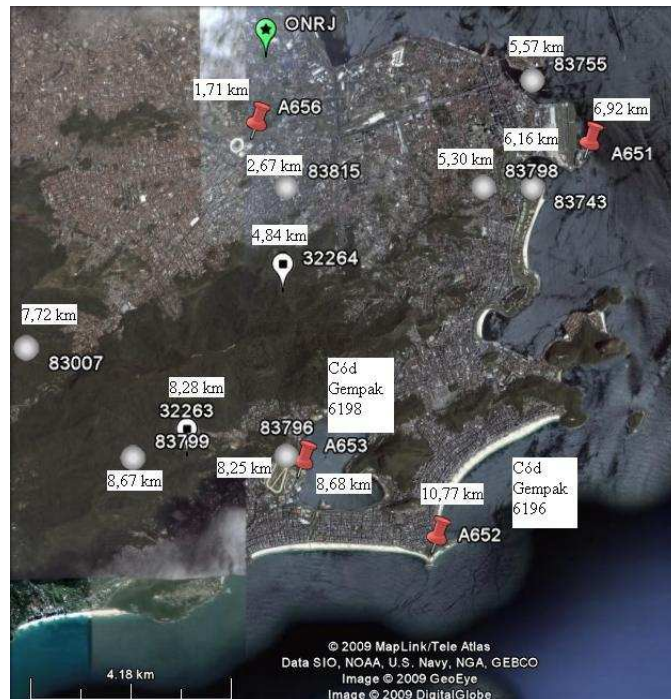 ONRJ
5,57 km
83755
1,71 km
A656
6,92 km
6,16 km
A651
2,67 km
83815
5,30 km
83798
83743
4,84 km
32264
7,72 km
83007
8,28 km
32263
83799
8,67 km
Cód
Gempak
6198
83796
A653
8,25 km
8,68 km
10,77 km
Cód
Gempak
6196
A652
4.18 km
© 2009 MapLink/Tele Atlas
Data SIO, NOAA, U.S. Navy, NGA, GEBCO
Image © 2009 GeoEye
Image © 2009 DigitalGlobe